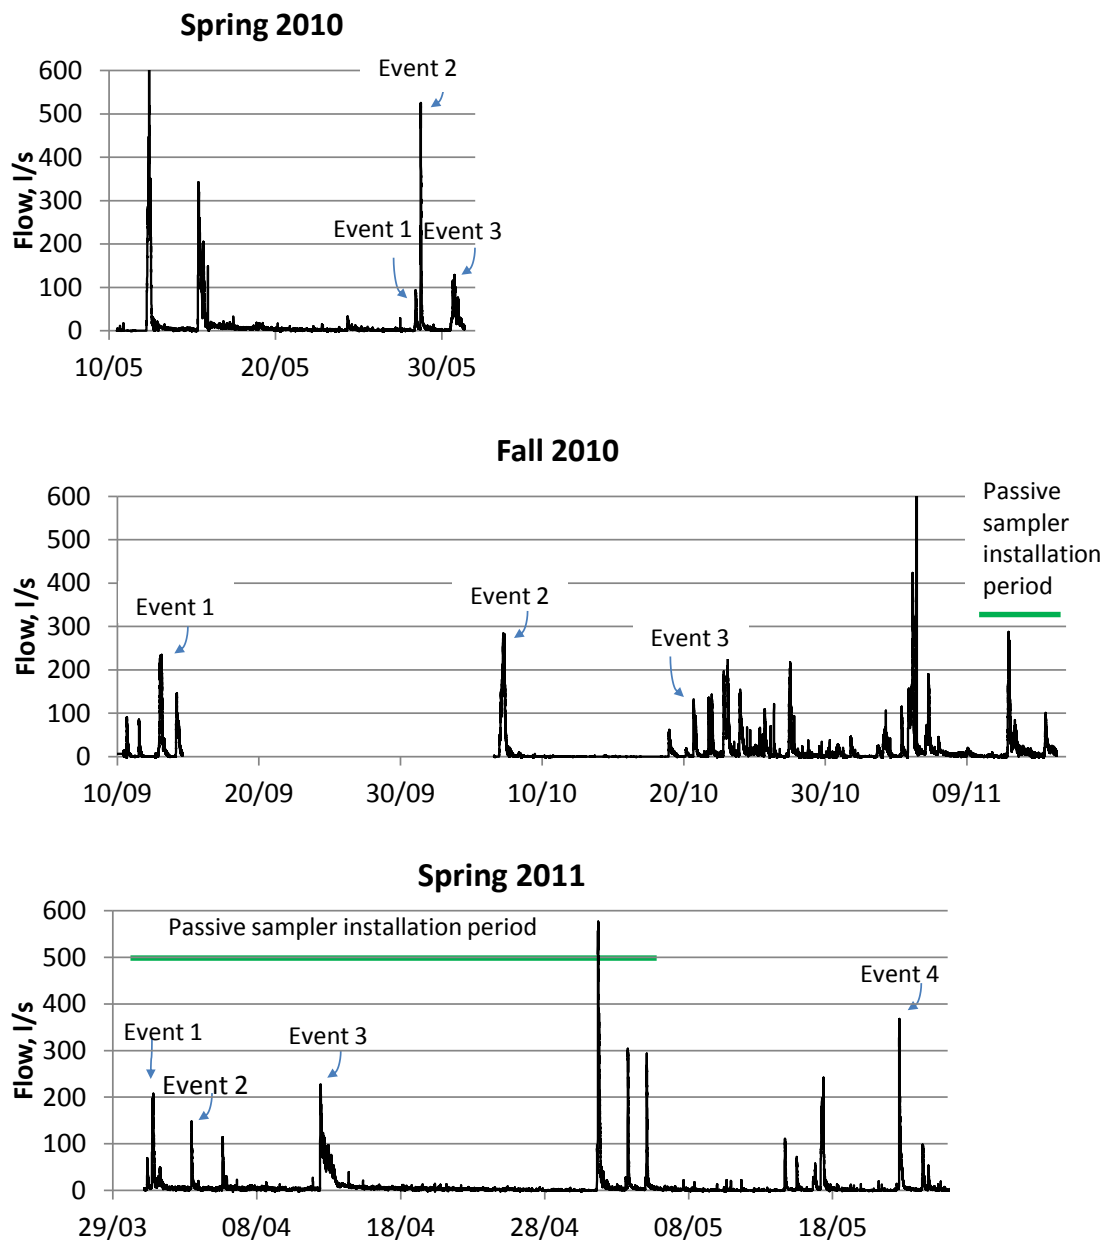 Spring 2010
Flow, l/s
600
500
400
300
200
100
0
Event 2
Event 1
Event 3
10/05
20/05
30/05
Fall 2010
Flow, l/s
600
500
400
300
200
100
0
Passive
sampler
installation
period
Event 1
Event 2
Event 3
10/09
20/09
30/09
10/10
20/10
30/10
09/11
Spring 2011
Flow, l/s
600
500
400
300
200
100
0
Passive sampler installation period
Event 4
Event 1
Event 3
Event 2
29/03
08/04
18/04
28/04
08/05
18/05